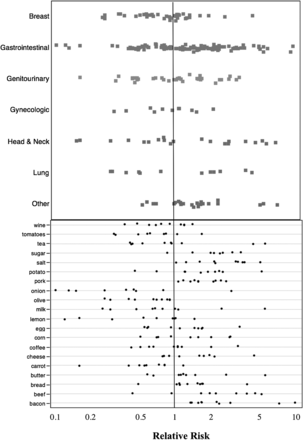 Breast
Gastrointestinal
Genitourinary
Gynecologic
Head & Neck
Lung
Other
wine
tomatoes
tea
sugar
salt
potato
pork
onion
olive
milk
lemon
egg
corn
coffee
cheese
carrot
butter
bread
beef
bacon
0.1 0.2 0.5 1 2 5 10
Relative Risk